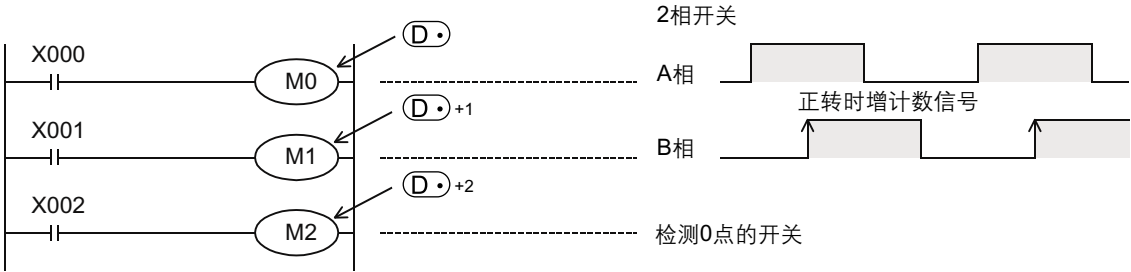 2相开关
X000
M0
D・
A相
正转时增计数信号
X001
M1
D・+1
B相
X002
M2
D・+2
检测0点的开关